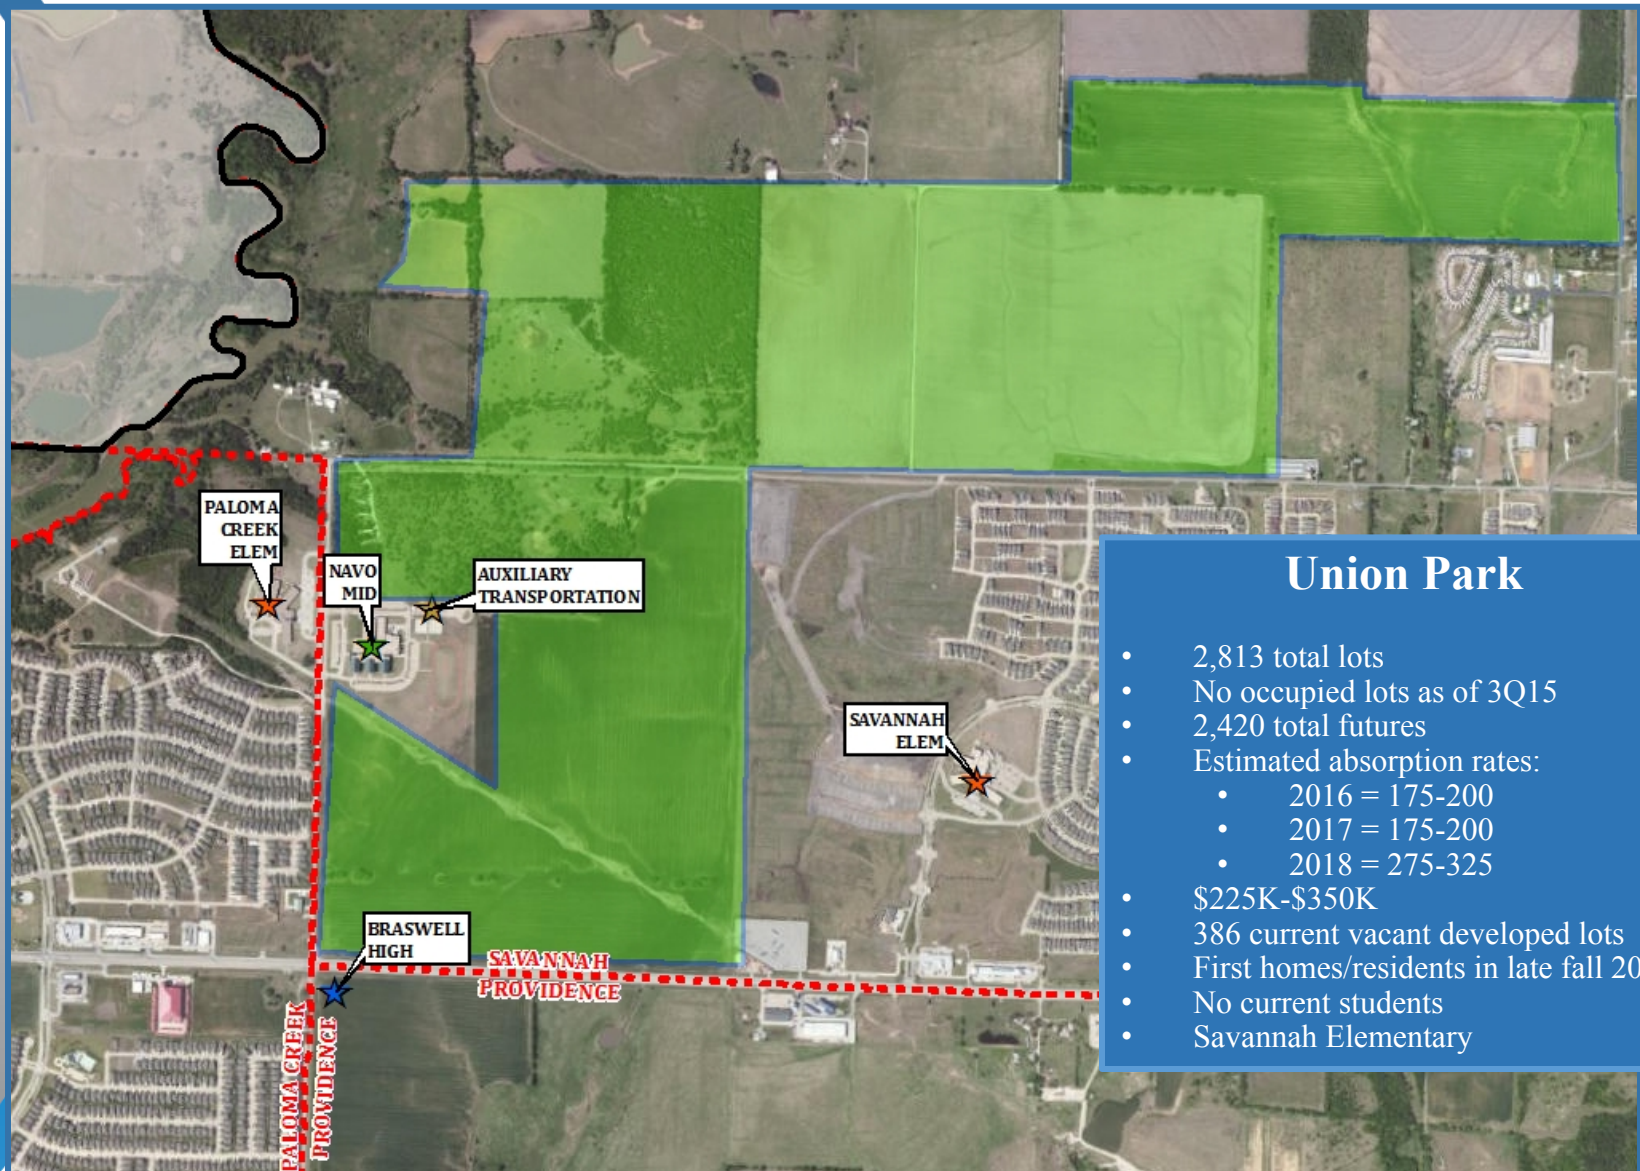 PALOMA
CREEK
ELEM
NAVO
MID
AUXILIARY
TRANSPORTATION
SAVANNAH
ELEM
BRASWELL
HIGH
SAVANNAH
PROVIDENCE
PALOMA CREEK
PROVIDENCE
Union Park
• 2,813 total lots
• No occupied lots as of 3Q15
• 2,420 total futures
• Estimated absorption rates:
• 2016 = 175-200
• 2017 = 175-200
• 2018 = 275-325
• $225K-$350K
• 386 current vacant developed lots
• First homes/residents in late fall 20
• No current students
• Savannah Elementary